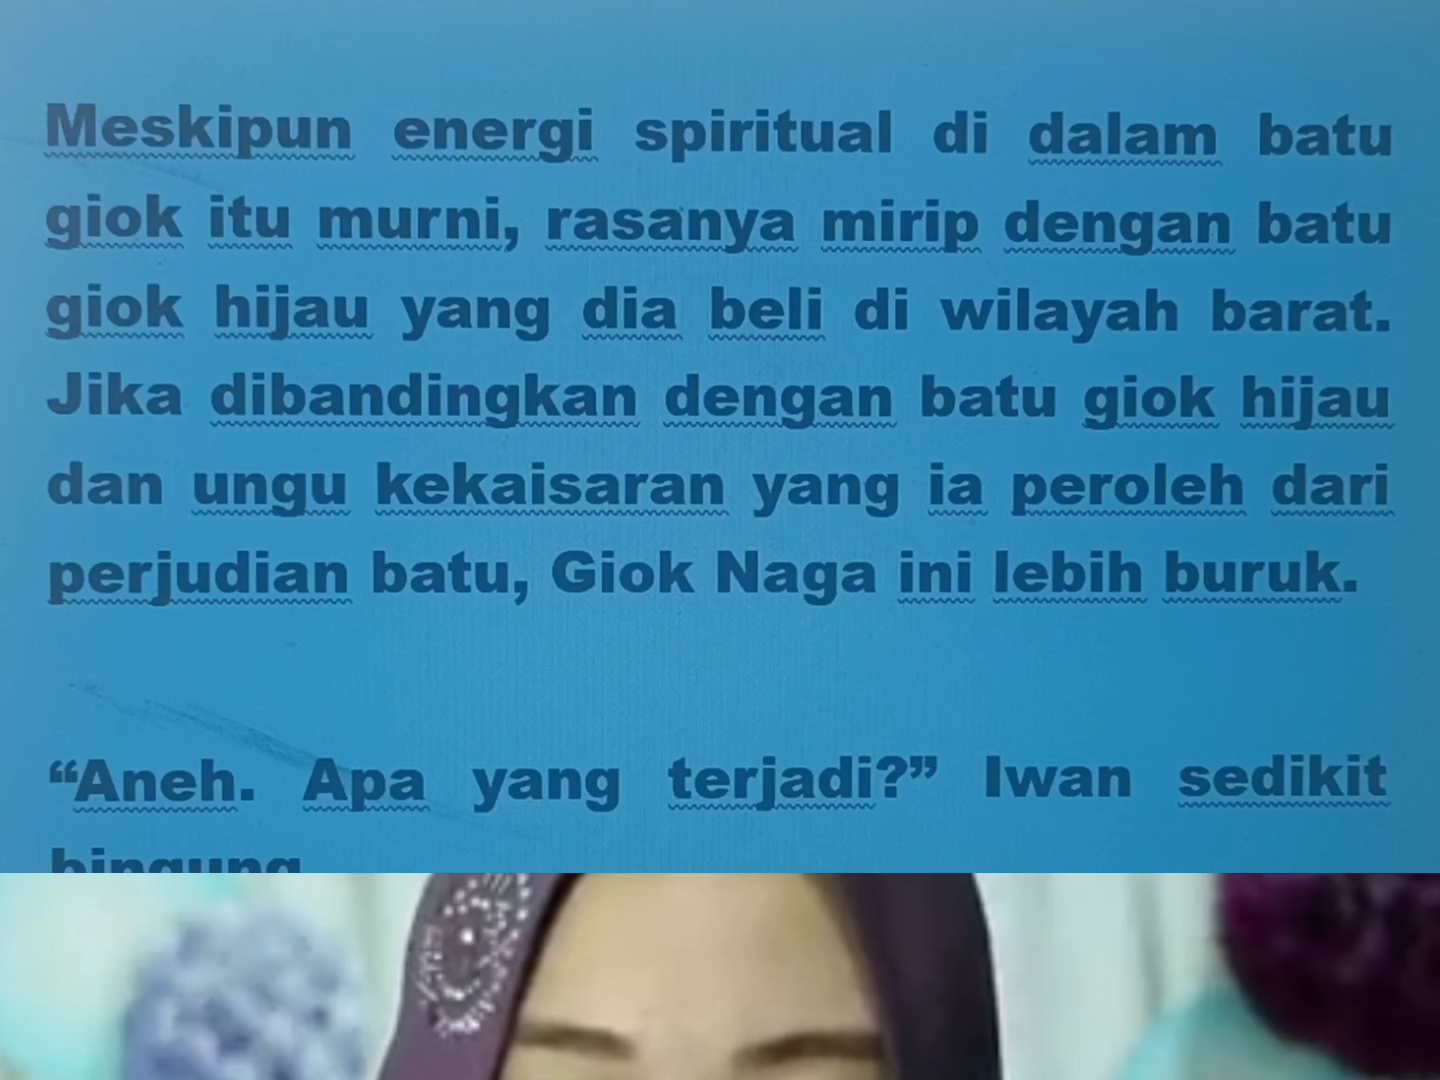 Meskipun energi spiritual di dalam batu
giok itu murni, rasanya mirip dengan batu
giok hijau yang dia beli di wilayah barat.
Jika dibandingkan dengan batu giok hijau
dan ungu kekaisaran yang ia peroleh dari
perjudian batu, Giok Naga ini lebih buruk.
“Aneh. Apa yang terjadi?” Iwan sedikit
bingung